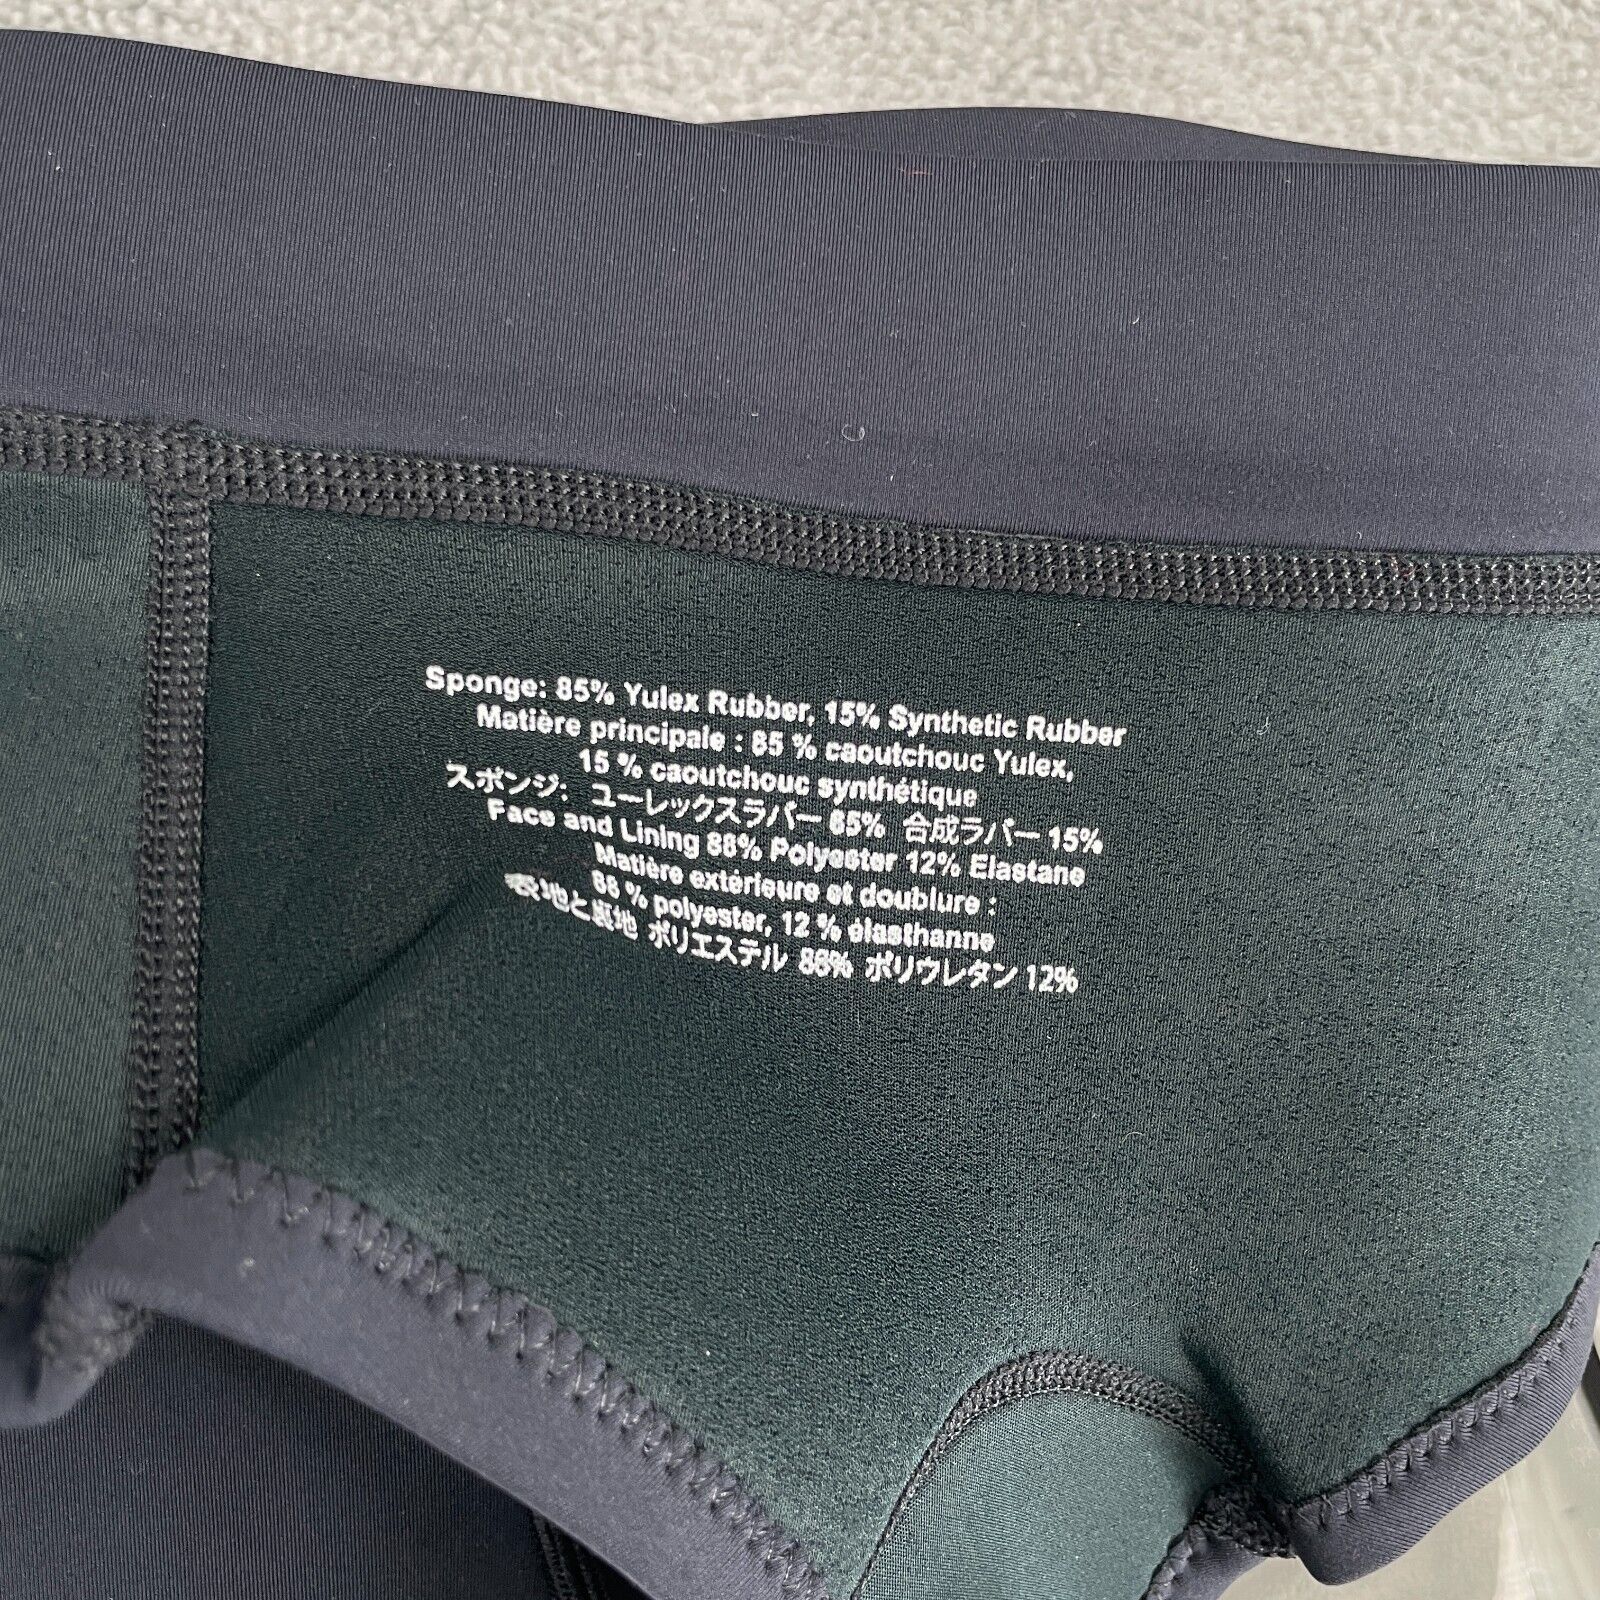 Sponge: 85% Yulex Rubber, 15% Synthetic Rubber
Matière principale : 85 % caoutchouc Yulex,
15 % caoutchouc synthétique
スポンジ: ユーレックスラバー 85% 合成ラバー 15%
Face and Lining 88% Polyester 12% Elastane
Matière extérieure et doublure :
88 % polyester, 12 % élasthanne
表地と裏地 ポリエステル 88% ポリウレタン 12%